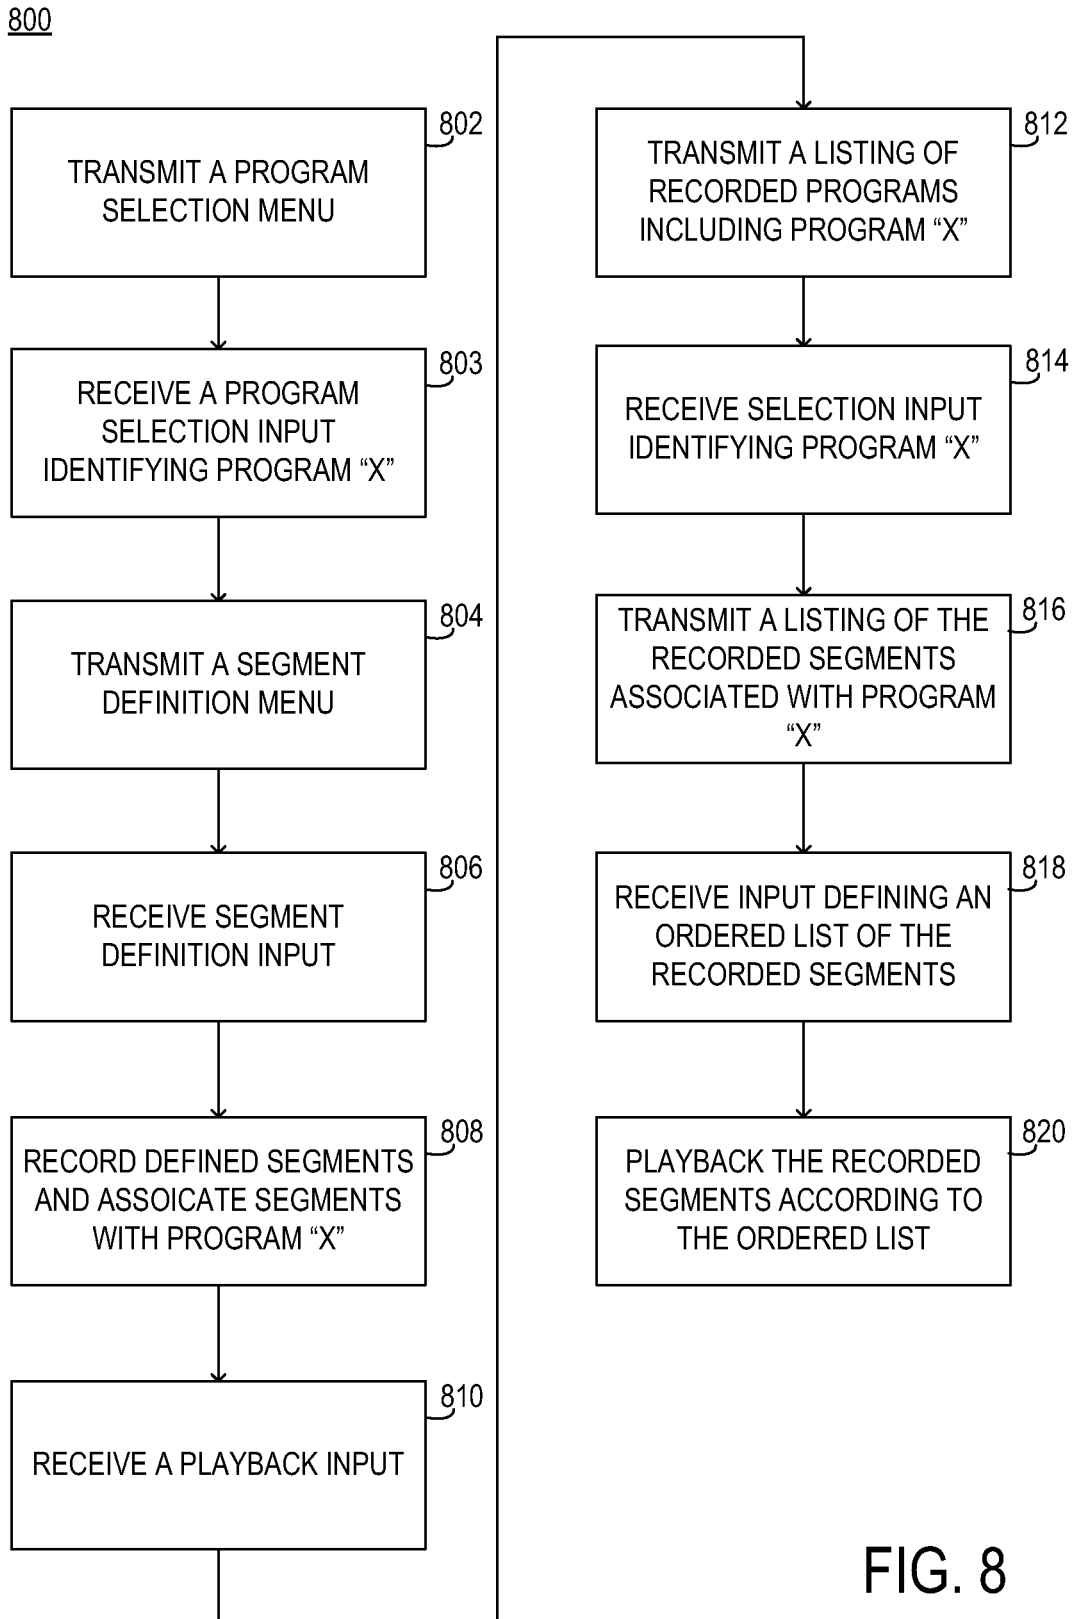 800
802
TRANSMIT A PROGRAM
SELECTION MENU
803
RECEIVE A PROGRAM
SELECTION INPUT
IDENTIFYING PROGRAM “X”
804
TRANSMIT A SEGMENT
DEFINITION MENU
806
RECEIVE SEGMENT
DEFINITION INPUT
808
RECORD DEFINED SEGMENTS
AND ASSOICATE SEGMENTS
WITH PROGRAM “X”
810
RECEIVE A PLAYBACK INPUT
812
TRANSMIT A LISTING OF
RECORDED PROGRAMS
INCLUDING PROGRAM “X”
814
RECEIVE SELECTION INPUT
IDENTIFYING PROGRAM “X”
816
TRANSMIT A LISTING OF THE
RECORDED SEGMENTS
ASSOCIATED WITH PROGRAM
“X”
818
RECEIVE INPUT DEFINING AN
ORDERED LIST OF THE
RECORDED SEGMENTS
820
PLAYBACK THE RECORDED
SEGMENTS ACCORDING TO
THE ORDERED LIST
FIG. 8